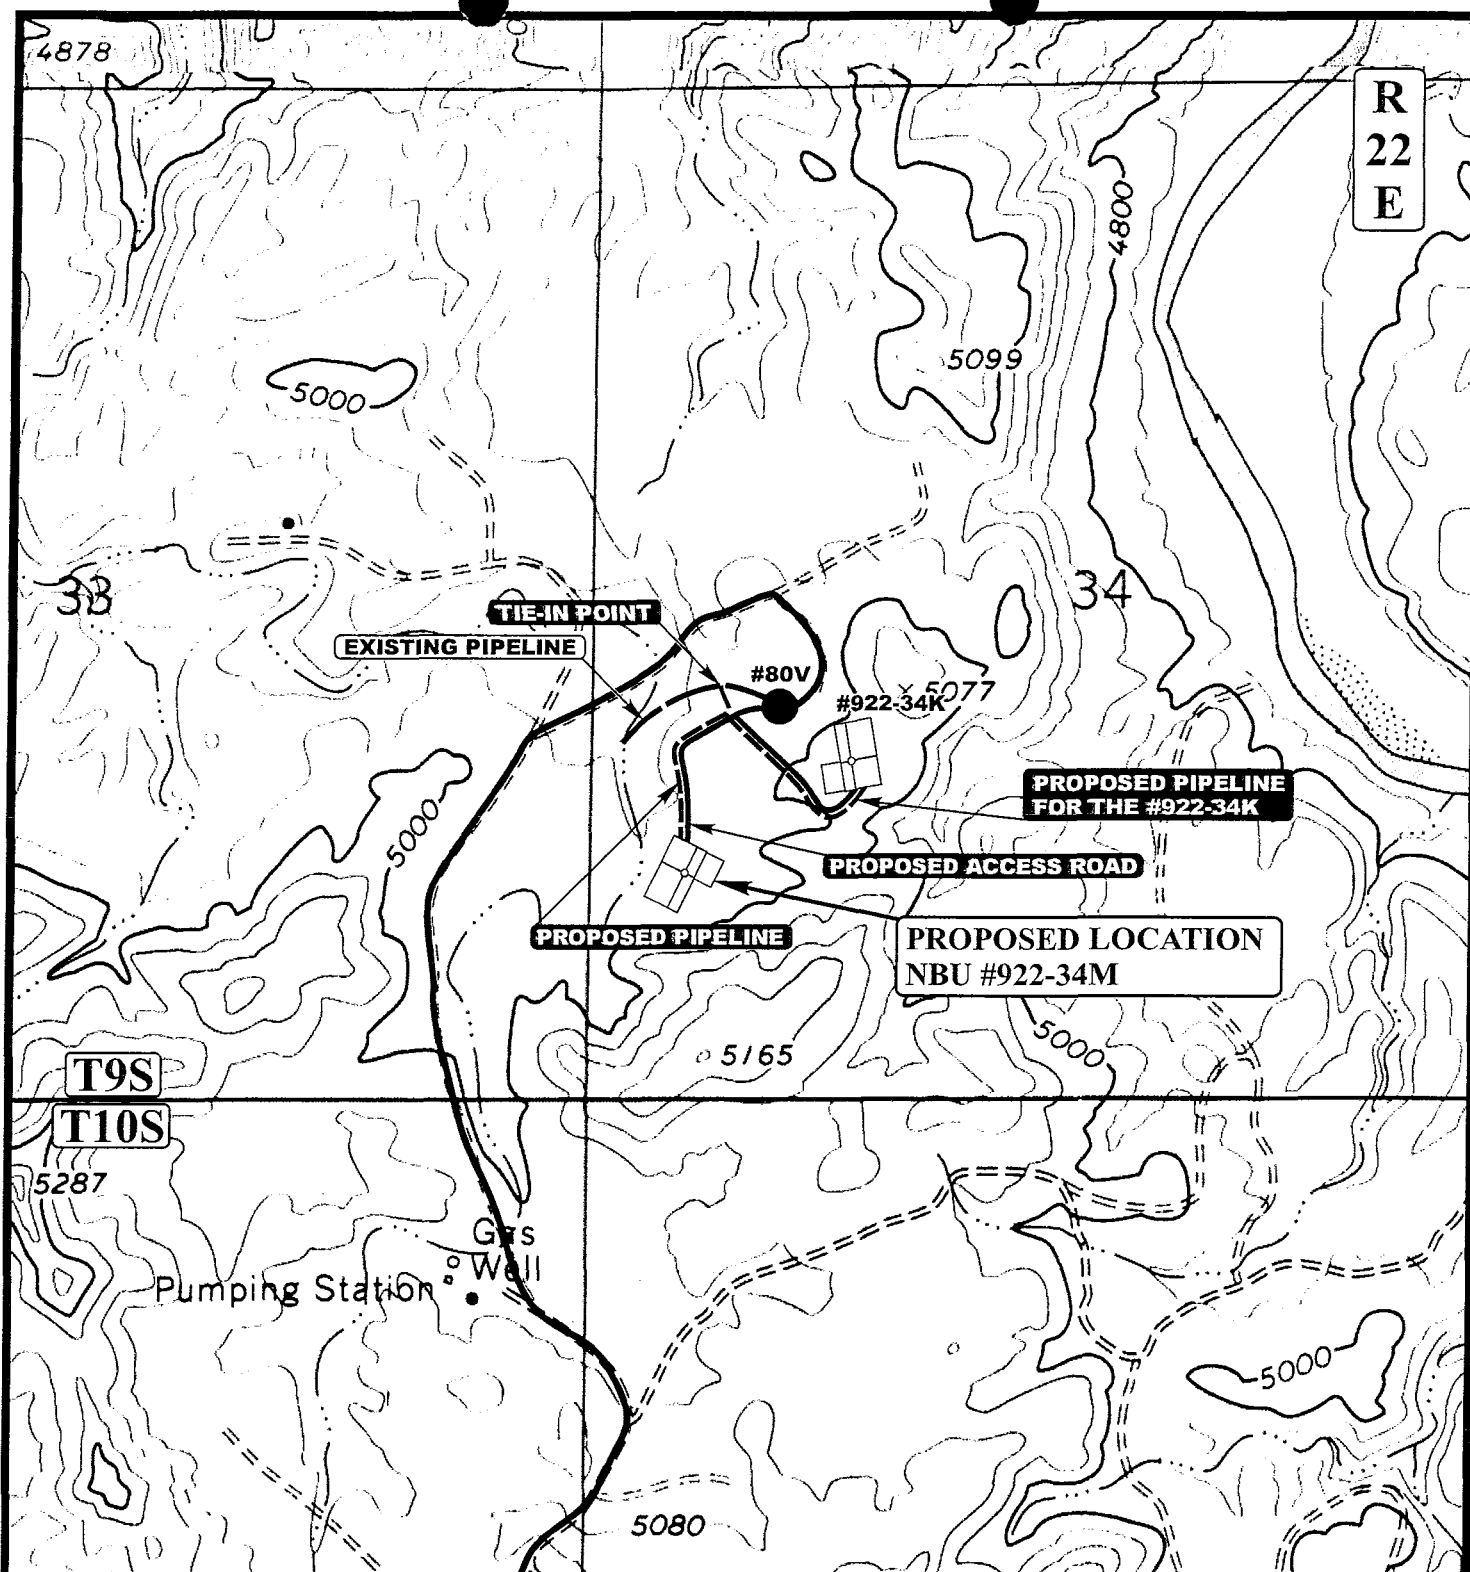 4878
R
22
E
4800
5099
5000
33
34
TIE-IN POINT
EXISTING PIPELINE
#80V
5077
#922-34K
PROPOSED PIPELINE
FOR THE #922-34K
5000
PROPOSED ACCESS ROAD
PROPOSED PIPELINE
PROPOSED LOCATION
NBU #922-34M
5000
5165
T9S
T10S
5287
Gas
Well
Pumping Station
5000
5080